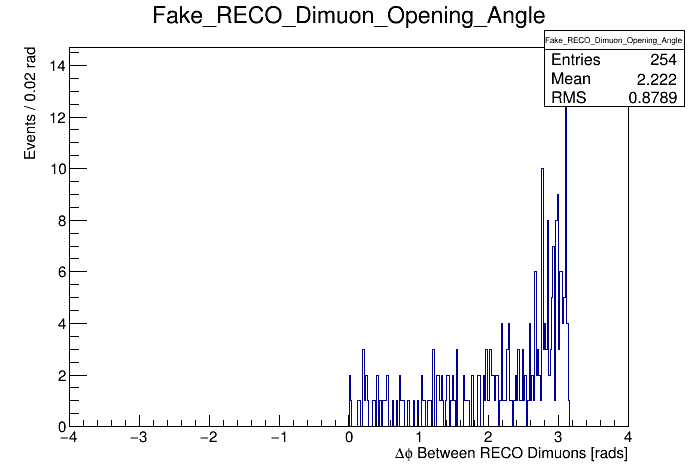 Fake_RECO_Dimuon_Opening_Angle
Fake_RECO_Dimuon_Opening_Angle
Entries 254
Mean 2.222
RMS 0.8789
Events / 0.02 rad
14
12
10
8
6
4
2
0
−4 −3 −2 −1 0 1 2 3 4
Δϕ Between RECO Dimuons [rads]